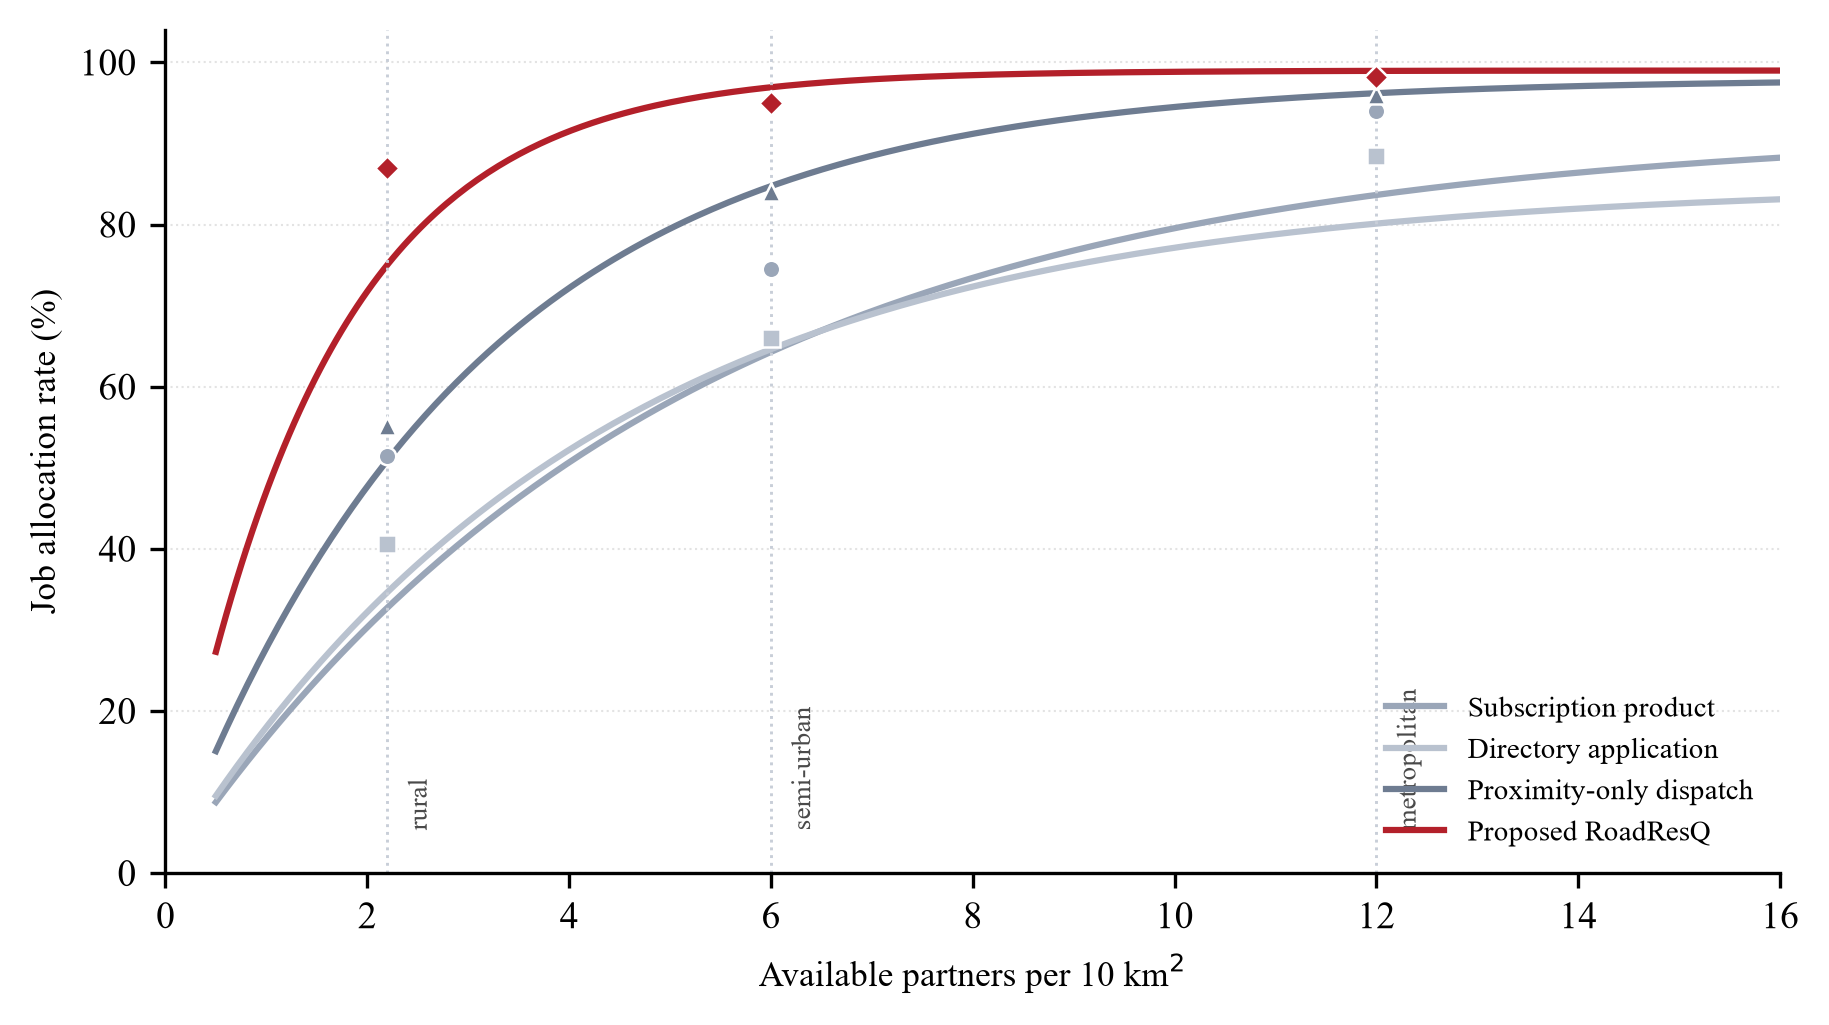 100
80
60
40
20
0
Job allocation rate (%)
rural
semi-urban
metropolitan
Subscription product
Directory application
Proximity-only dispatch
Proposed RoadResQ
0 2 4 6 8 10 12 14 16
Available partners per 10 km²